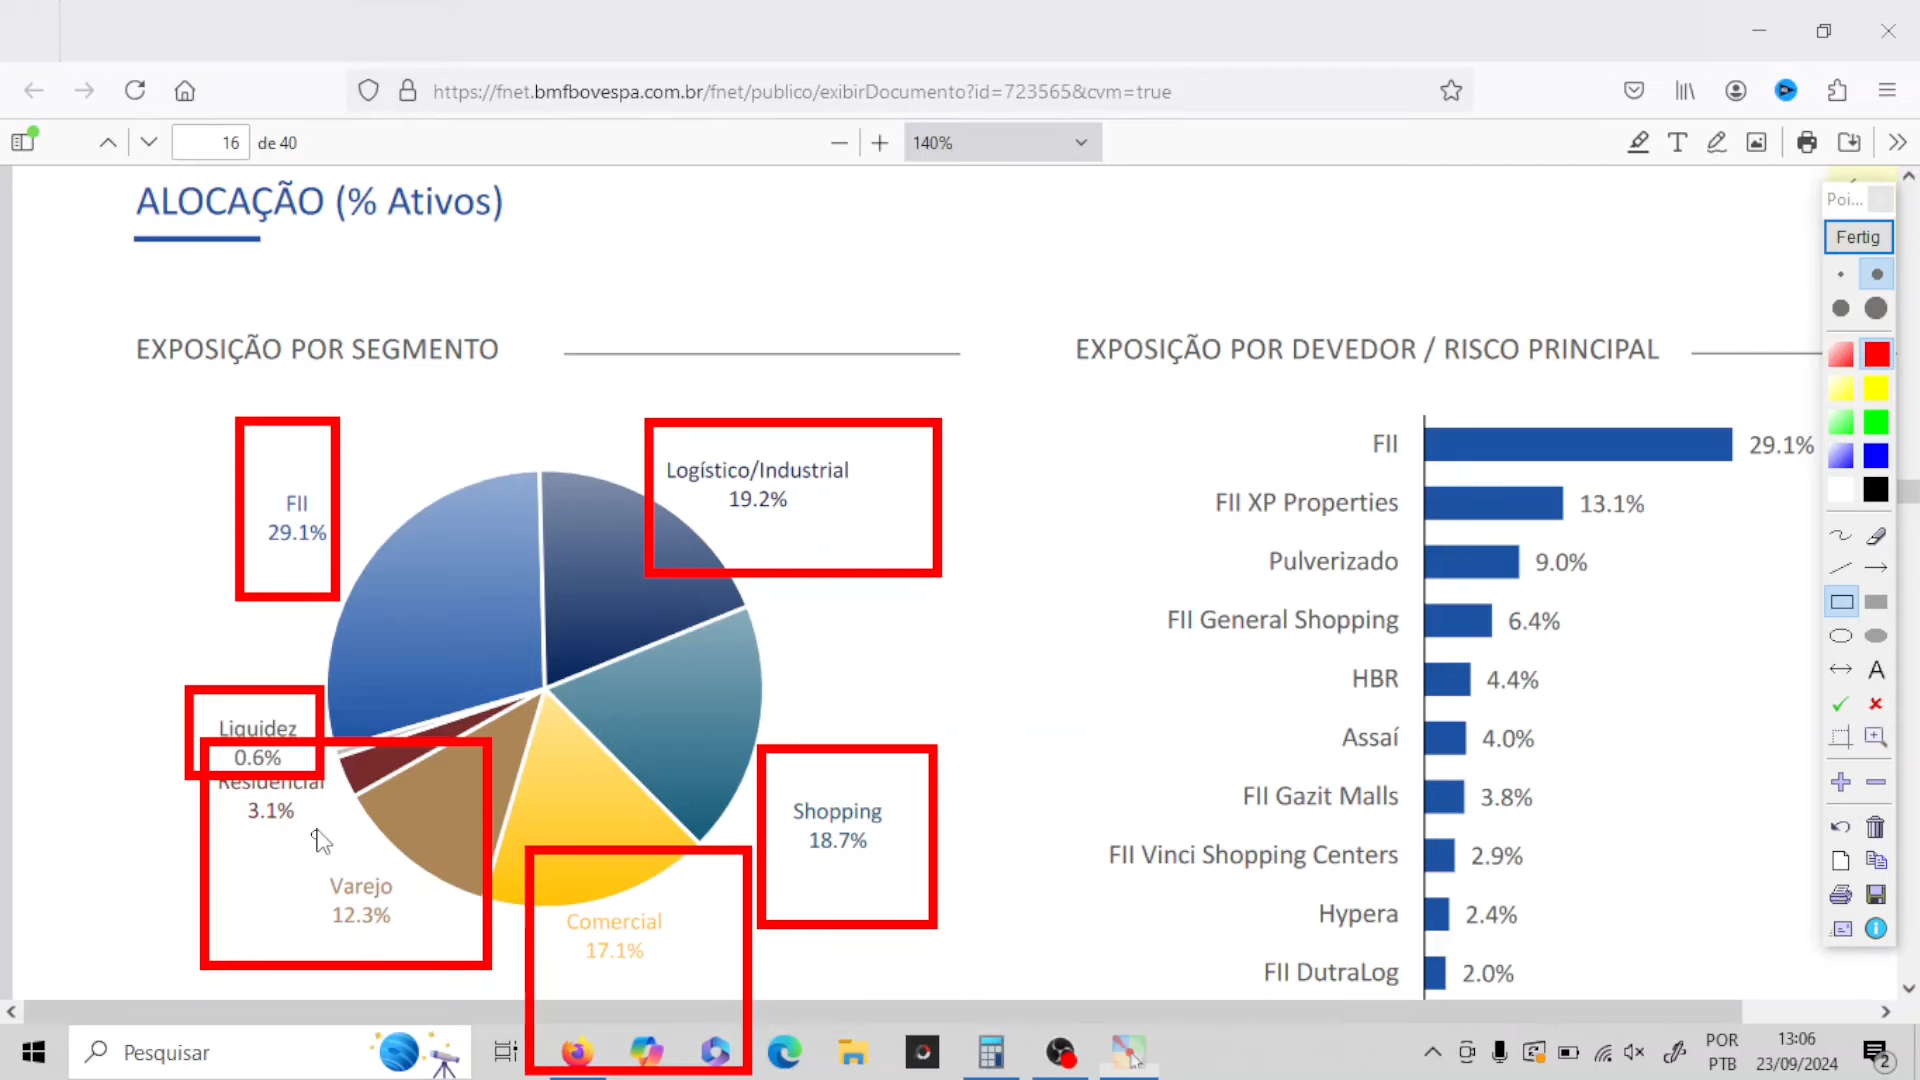 https://fnet.bmfbovespa.com.br/fnet/publico/exibirDocumento?id=723565&cvm=true
16 de 40
140%
ALOCAÇÃO (% Ativos)
EXPOSIÇÃO POR SEGMENTO
FII
29.1%
Logístico/Industrial
19.2%
Liquidez
0.6%
Residencial
3.1%
Varejo
12.3%
Comercial
17.1%
Shopping
18.7%
EXPOSIÇÃO POR DEVEDOR / RISCO PRINCIPAL
FII 29.1%
FII XP Properties 13.1%
Pulverizado 9.0%
FII General Shopping 6.4%
HBR 4.4%
Assaí 4.0%
FII Gazit Malls 3.8%
FII Vinci Shopping Centers 2.9%
Hypera 2.4%
FII DutraLog 2.0%
Poi...
Fertig
A
Pesquisar
POR
PTB
13:06
23/09/2024
2